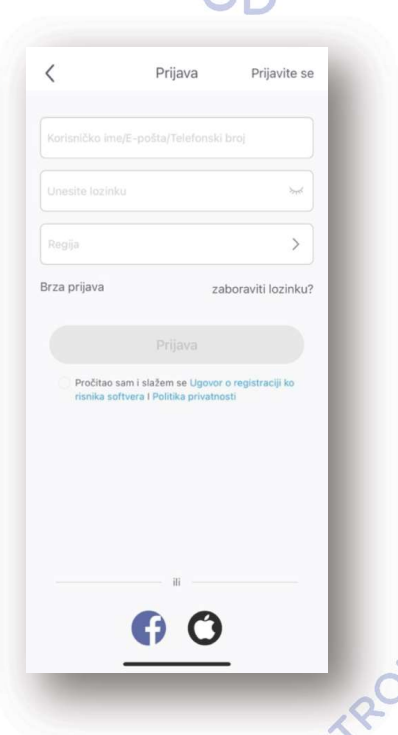 Prijava Prijavite se
Korisničko ime/E-pošta/Telefonski broj
Unesite lozinku
Regija
Brza prijava zaboraviti lozinku?
Prijava
Pročitao sam i slažem se Ugovor o registraciji ko
risnika softvera I Politika privatnosti
ili